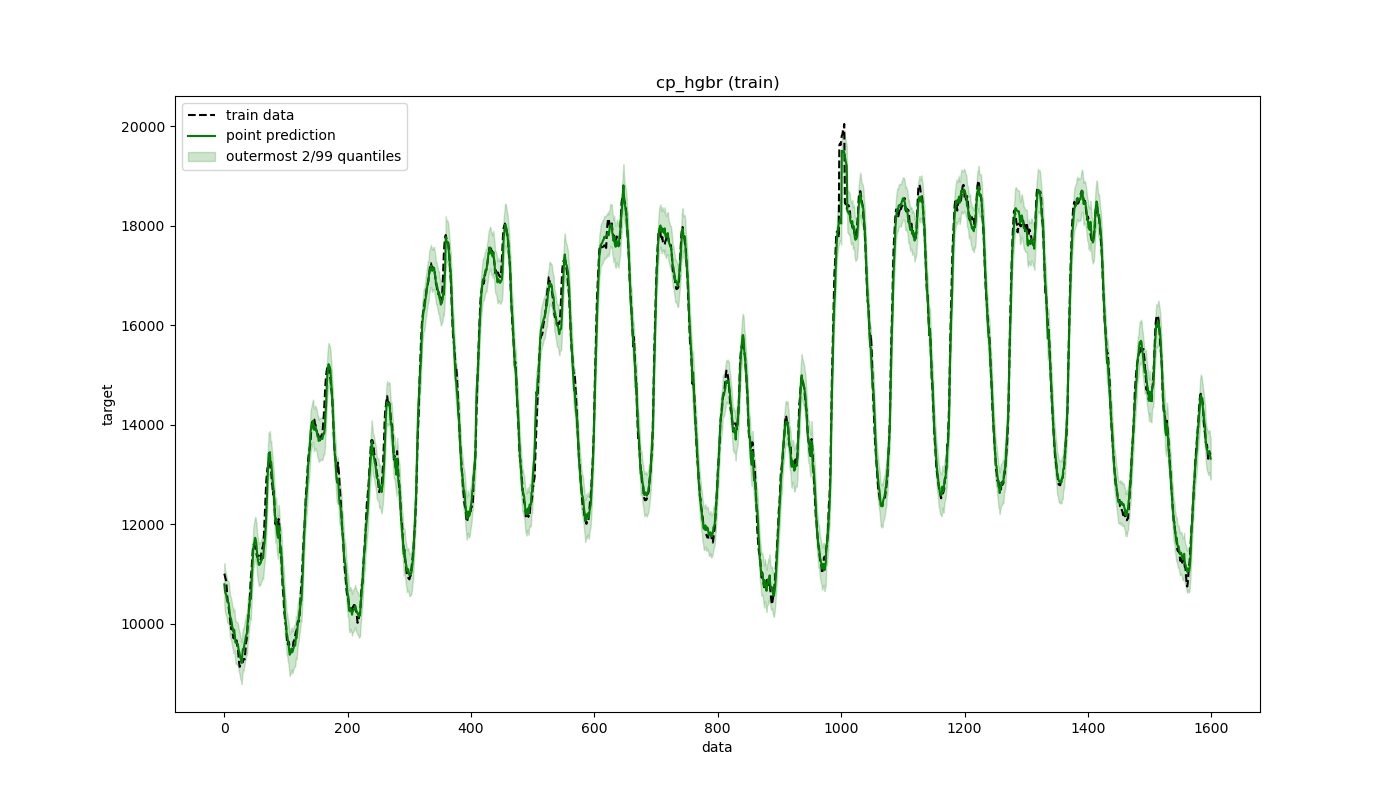 cp_hgbr (train)
train data
point prediction
outermost 2/99 quantiles
20000
18000
16000
14000
12000
10000
target
0 200 400 600 800 1000 1200 1400 1600
data